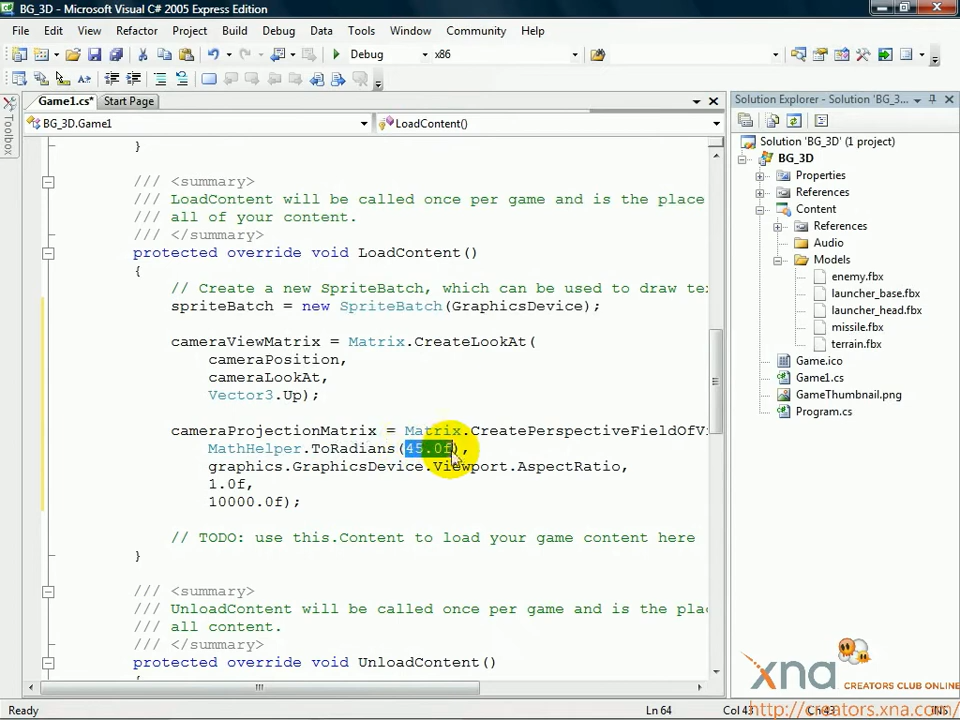 BG_3D - Microsoft Visual C# 2005 Express Edition
File Edit View Refactor Project Build Debug Data Tools Window Community Help
Debug x86
Game1.cs* Start Page
BG_3D.Game1 LoadContent()
Toolbox
}
/// <summary>
/// LoadContent will be called once per game and is the place
/// all of your content.
/// </summary>
protected override void LoadContent()
{
// Create a new SpriteBatch, which can be used to draw te
spriteBatch = new SpriteBatch(GraphicsDevice);
cameraViewMatrix = Matrix.CreateLookAt(
cameraPosition,
cameraLookAt,
Vector3.Up);
cameraProjectionMatrix = Matrix.CreatePerspectiveFieldOfVi
MathHelper.ToRadians(45.0f),
graphics.GraphicsDevice.Viewport.AspectRatio,
1.0f,
10000.0f);
// TODO: use this.Content to load your game content here
}
/// <summary>
/// UnloadContent will be called once per game and is the pla
/// all content.
/// </summary>
protected override void UnloadContent()
Solution Explorer - Solution 'BG_3...
Solution 'BG_3D' (1 project)
BG_3D
Properties
References
Content
References
Audio
Models
enemy.fbx
launcher_base.fbx
launcher_head.fbx
missile.fbx
terrain.fbx
Game.ico
Game1.cs
GameThumbnail.png
Program.cs
xna CREATORS CLUB ONLINE
http://creators.xna.com/
Ready Ln 64 Col 43 Ch 43 INS